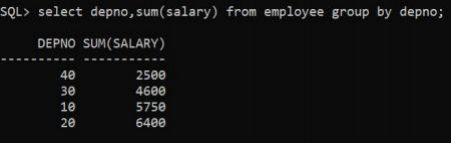 SQL> select depno,sum(salary) from employee group by depno;
DEPNO SUM(SALARY)
---------- -----------
40 2500
30 4600
10 5750
20 6400